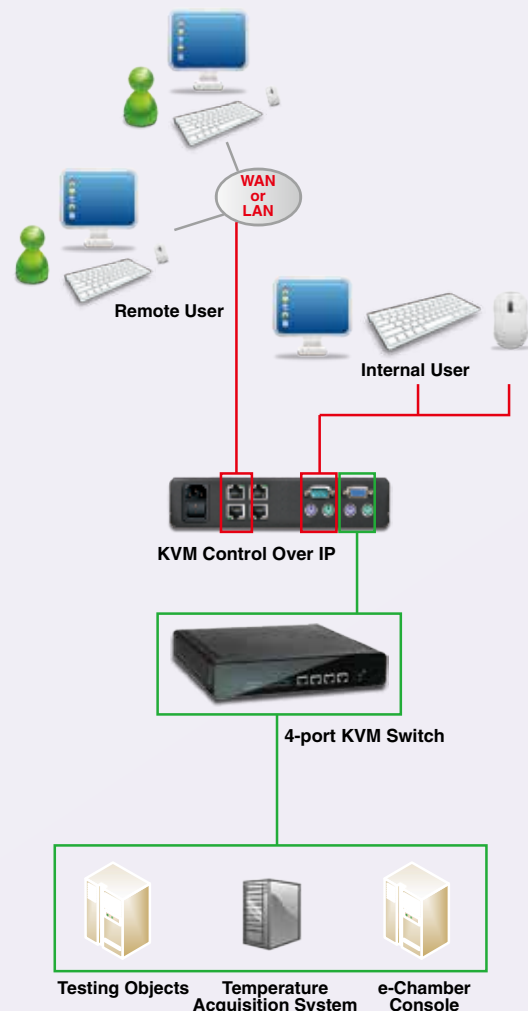 WAN
or
LAN
Remote User
Internal User
KVM Control Over IP
4-port KVM Switch
Testing Objects
Temperature
Acquisition System
e-Chamber
Console